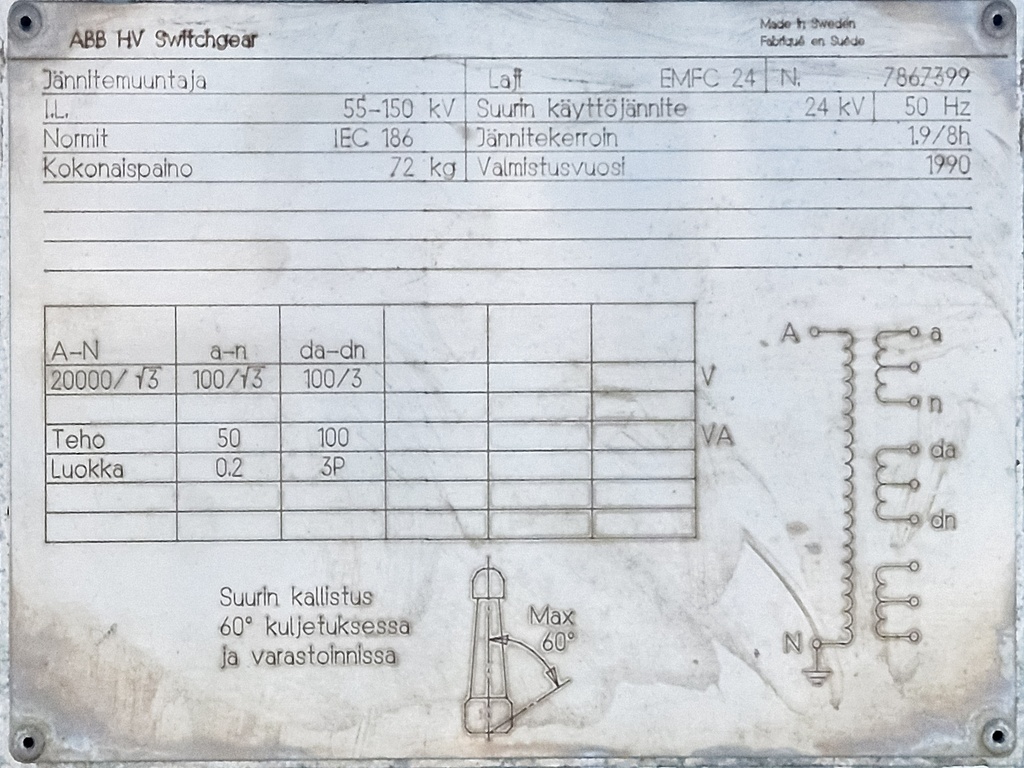 ABB HV Switchgear
Made in Sweden
Fabriqué en Suède
Jännitemuuntaja Laji EMFC 24 N. 7867399
I.L. 55-150 kV Suurin käyttöjännite 24 kV 50 Hz
Normit IEC 186 Jännitekerroin 1.9/8h
Kokonaispaino 72 kg Valmistusvuosi 1990
A-N a-n da-dn
20000/√3 100/√3 100/3 V
Teho 50 100 VA
Luokka 0.2 3P
A a
n
da
dn
N
Suurin kallistus
60° kuljetuksessa
ja varastoinnissa
Max
60°